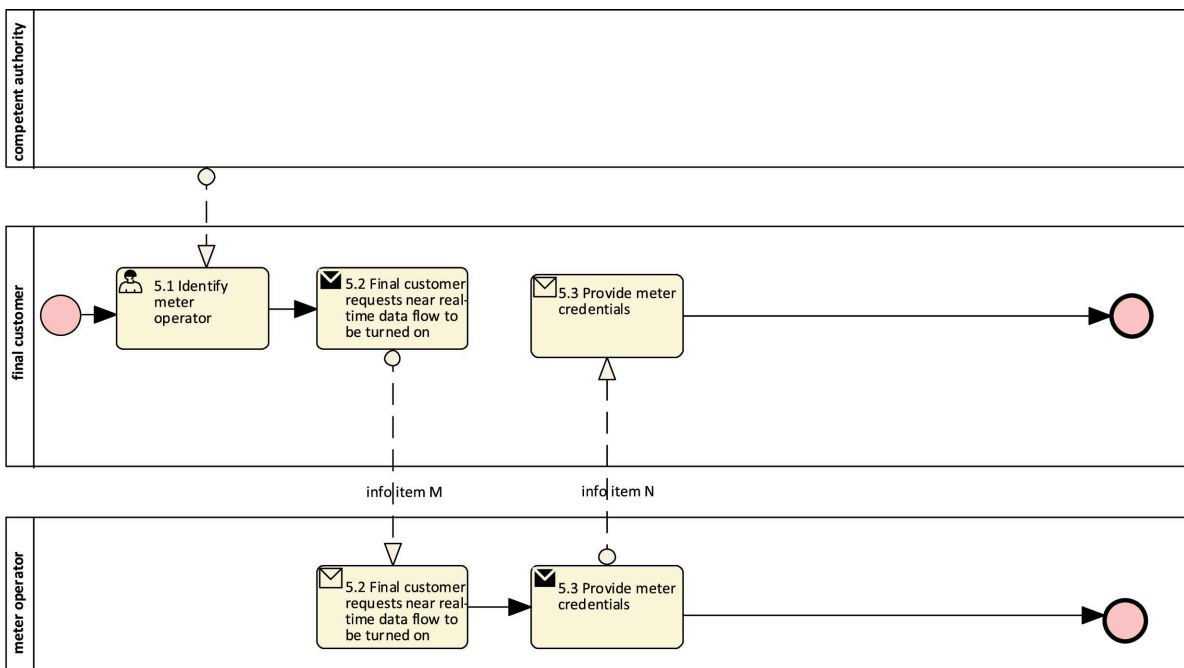 competent authority
final customer
5.1 Identify
meter
operator
5.2 Final customer
requests near real-
time data flow to
be turned on
5.3 Provide meter
credentials
info item M
info item N
meter operator
5.2 Final customer
requests near real-
time data flow to
be turned on
5.3 Provide meter
credentials